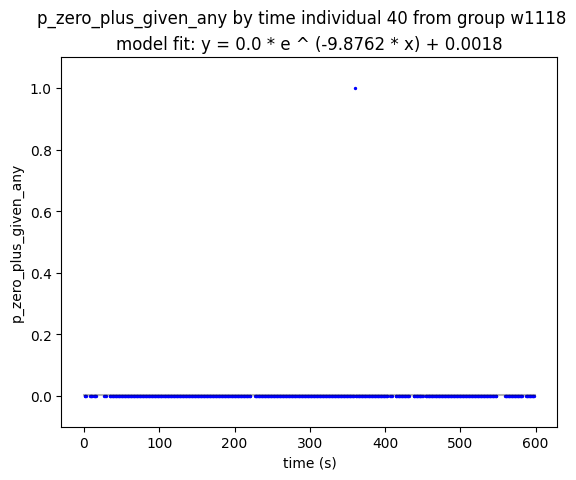 p_zero_plus_given_any by time individual 40 from group w1118
model fit: y = 0.0 * e ^ (-9.8762 * x) + 0.0018
1.0
0.8
0.6
0.4
0.2
0.0
p_zero_plus_given_any
0 100 200 300 400 500 600
time (s)